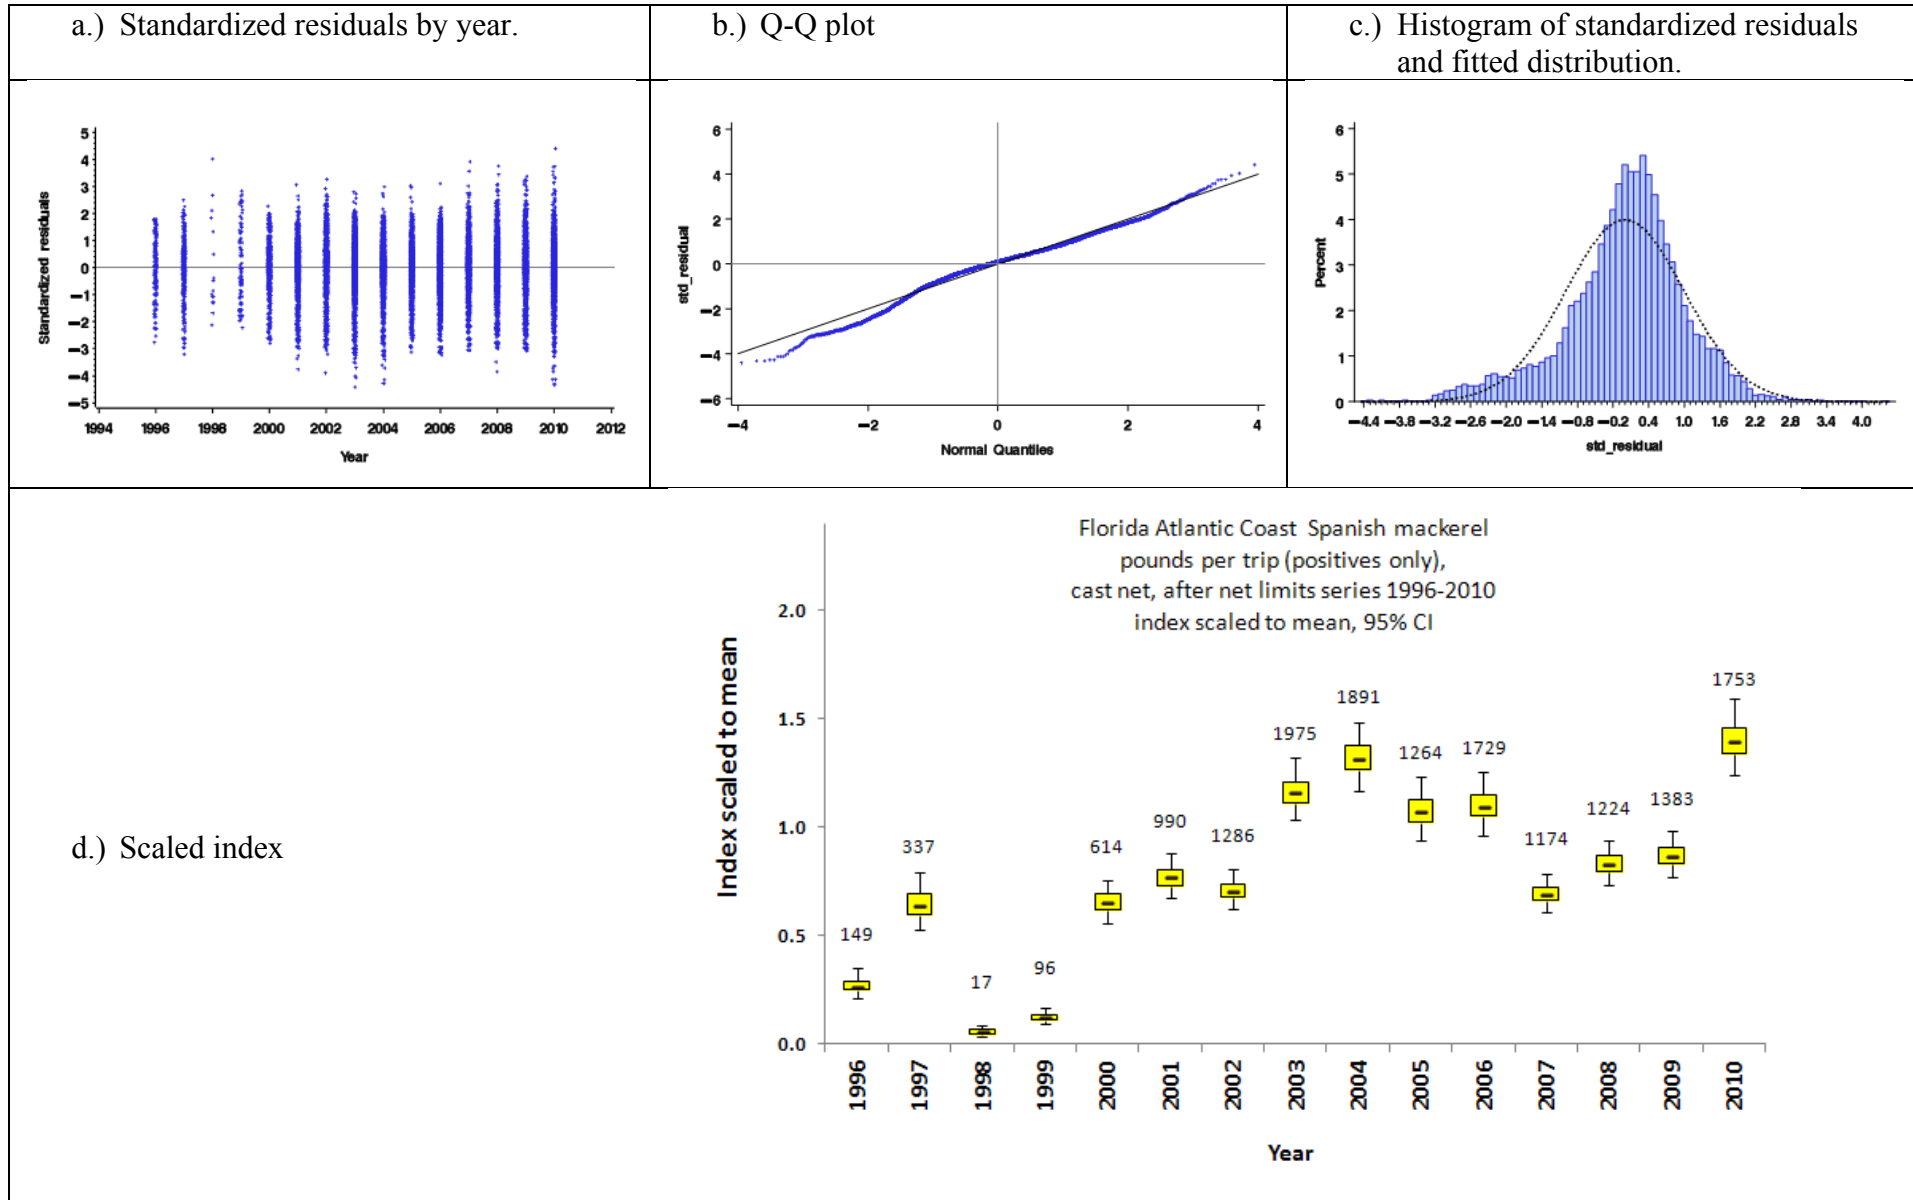 a.) Standardized residuals by year.
b.) Q-Q plot
c.) Histogram of standardized residuals
and fitted distribution.
5
4
3
2
1
0
−1
−2
−3
−4
−5
Standardized residuals
1994 1996 1998 2000 2002 2004 2006 2008 2010 2012
Year
6
4
2
0
−2
−4
−6
std_residual
−4 −2 0 2 4
Normal Quantiles
6
5
4
3
2
1
0
Percent
−4.4 −3.8 −3.2 −2.6 −2.0 −1.4 −0.8 −0.2 0.4 1.0 1.6 2.2 2.8 3.4 4.0
std_residual
d.) Scaled index
Florida Atlantic Coast Spanish mackerel
pounds per trip (positives only),
cast net, after net limits series 1996-2010
index scaled to mean, 95% CI
Index scaled to mean
2.0
1.5
1.0
0.5
0.0
149 337 17 96 614 990 1286 1975 1891 1264 1729 1174 1224 1383 1753
1996 1997 1998 1999 2000 2001 2002 2003 2004 2005 2006 2007 2008 2009 2010
Year